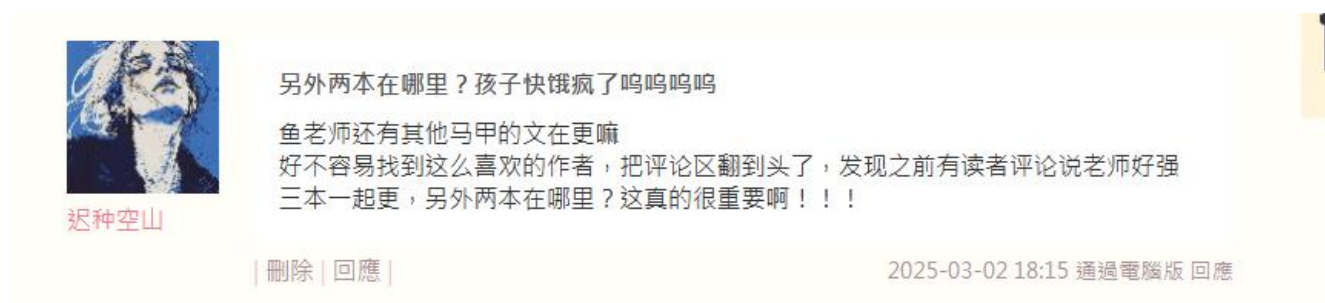 另外两本在哪里？孩子快饿疯了呜呜呜呜
鱼老师还有其他马甲的文在更嘛
好不容易找到这么喜欢的作者，把评论区翻到头了，发现之前有读者评论说老师好强
三本一起更，另外两本在哪里？这真的很重要啊！！！
迟种空山
| 刪除 | 回應 |
2025-03-02 18:15 通過電腦版 回應